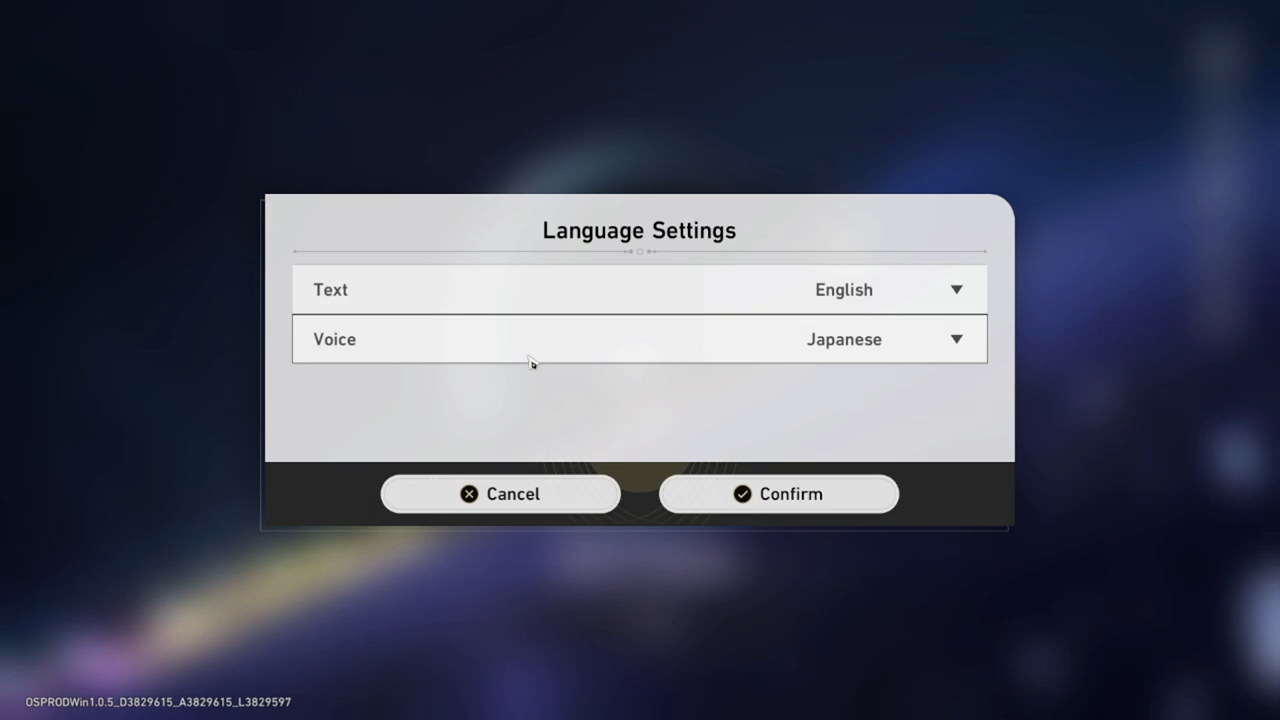 Language Settings
Text English
Voice Japanese
Cancel Confirm
OSPRODWin1.0.5_D3829615_A3829615_L3829597